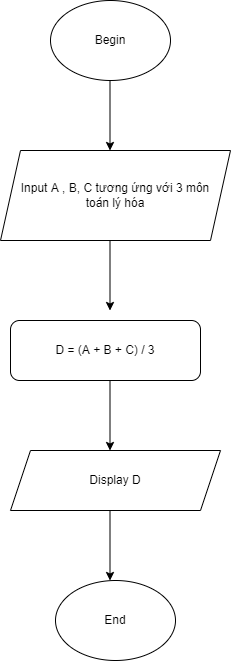 Begin
Input A , B, C tương ứng với 3 môn
toán lý hóa
D = (A + B + C) / 3
Display D
End